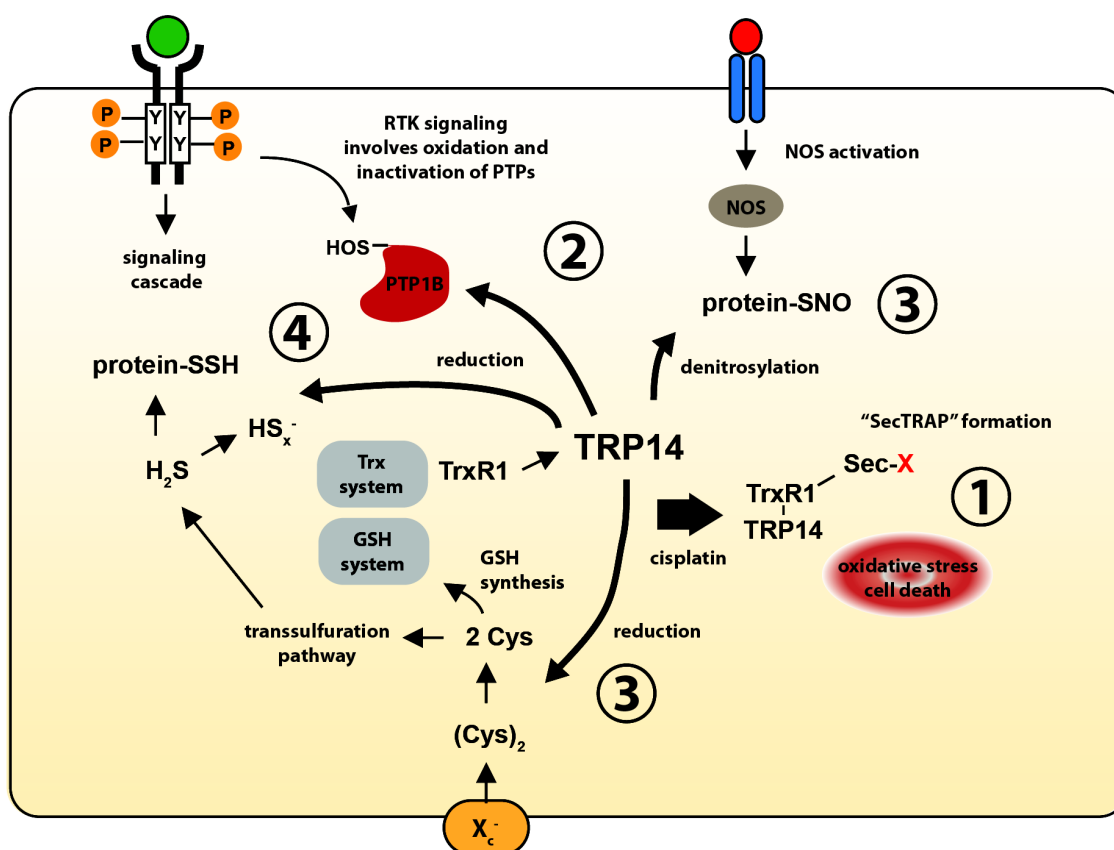 P
Y
Y
P
P
Y
Y
P
RTK signaling
involves oxidation and
inactivation of PTPs
NOS activation
NOS
signaling
cascade
HOS
PTP1B
2
protein-SNO
3
4
protein-SSH
reduction
denitrosylation
HSx-
H2S
Trx
system
TrxR1
TRP14
"SecTRAP" formation
Sec-X
TrxR1
TRP14
1
GSH
system
GSH
synthesis
cisplatin
oxidative stress
cell death
transsulfuration
pathway
2 Cys
reduction
3
(Cys)2
Xc-